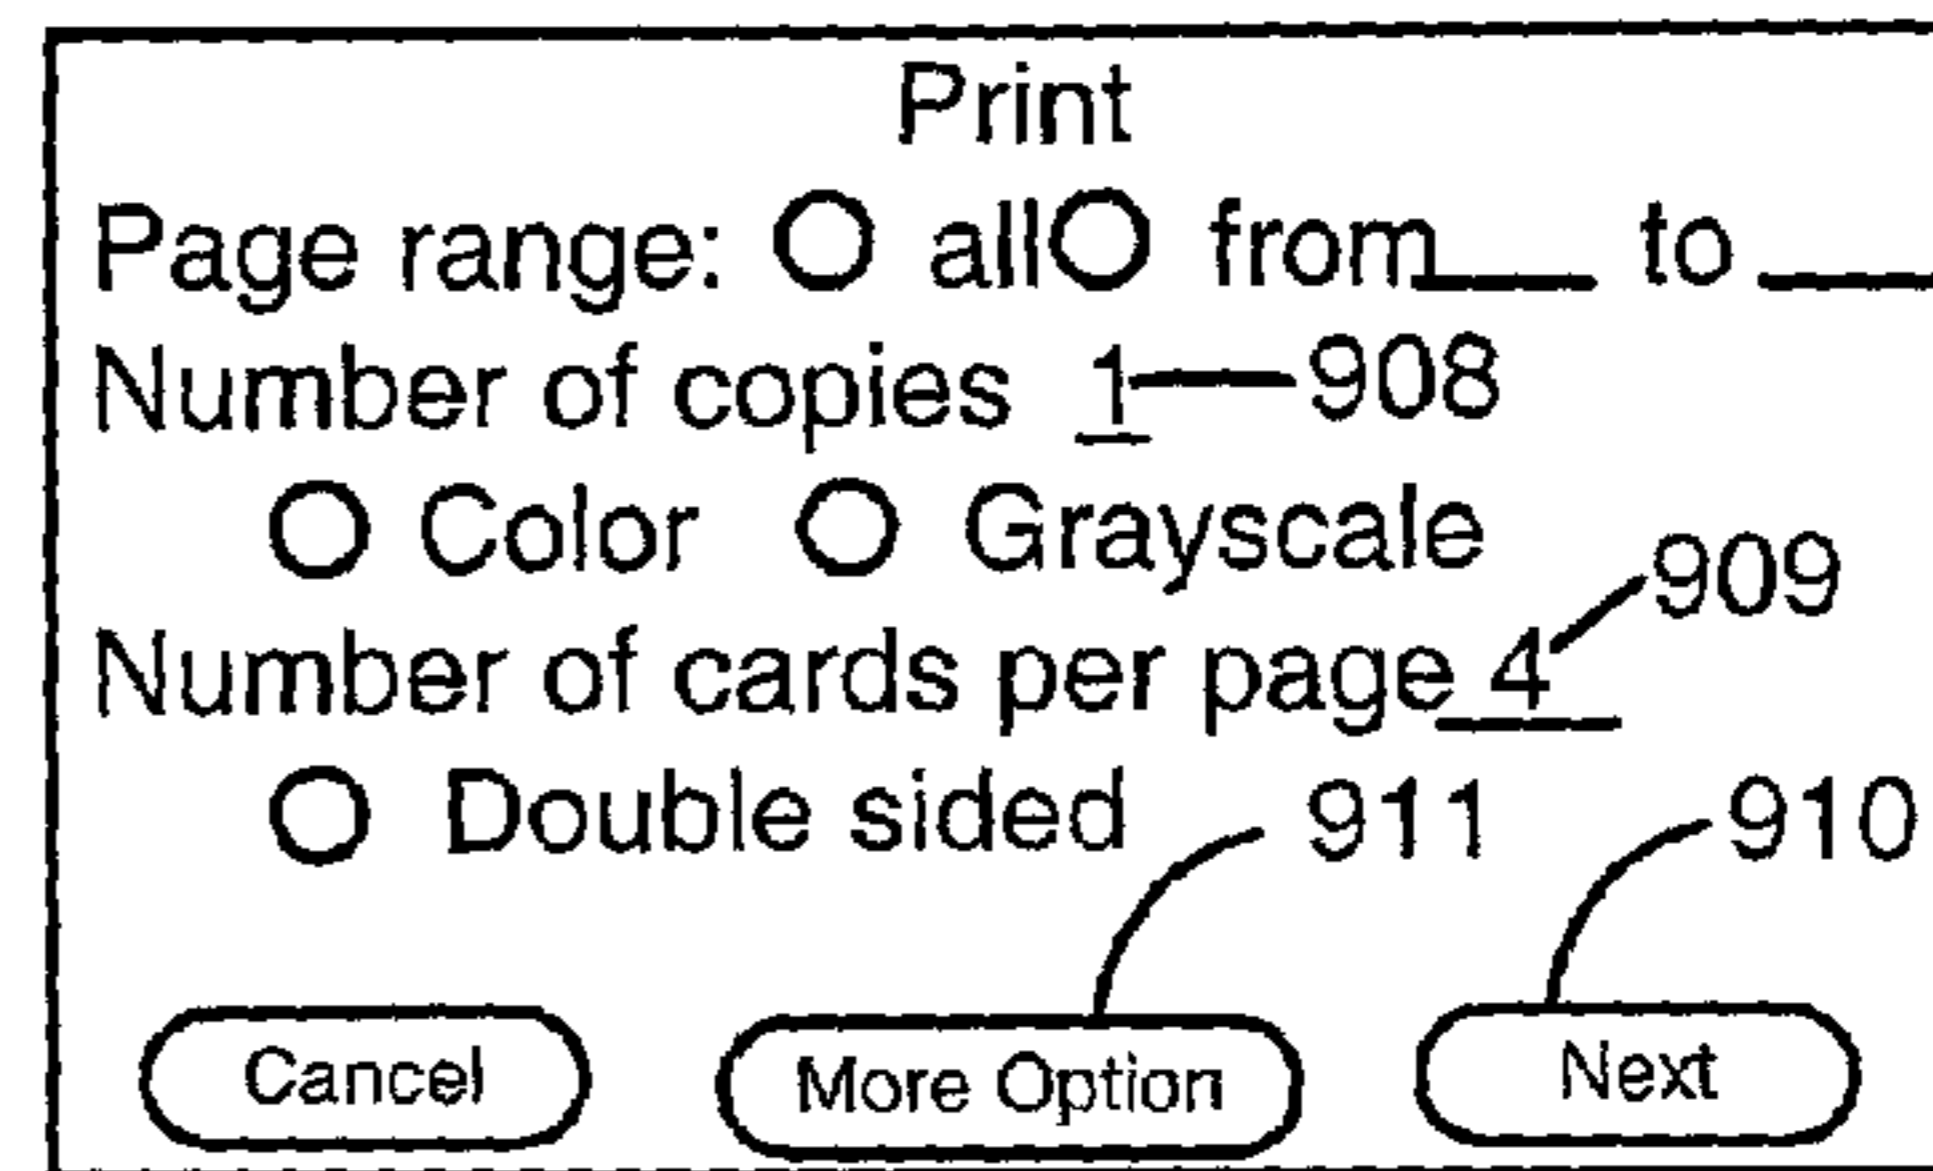 Print
Page range: all from___ to ___
Number of copies 1 908
Color Grayscale
909
Number of cards per page 4
Double sided 911 910
Cancel More Option Next